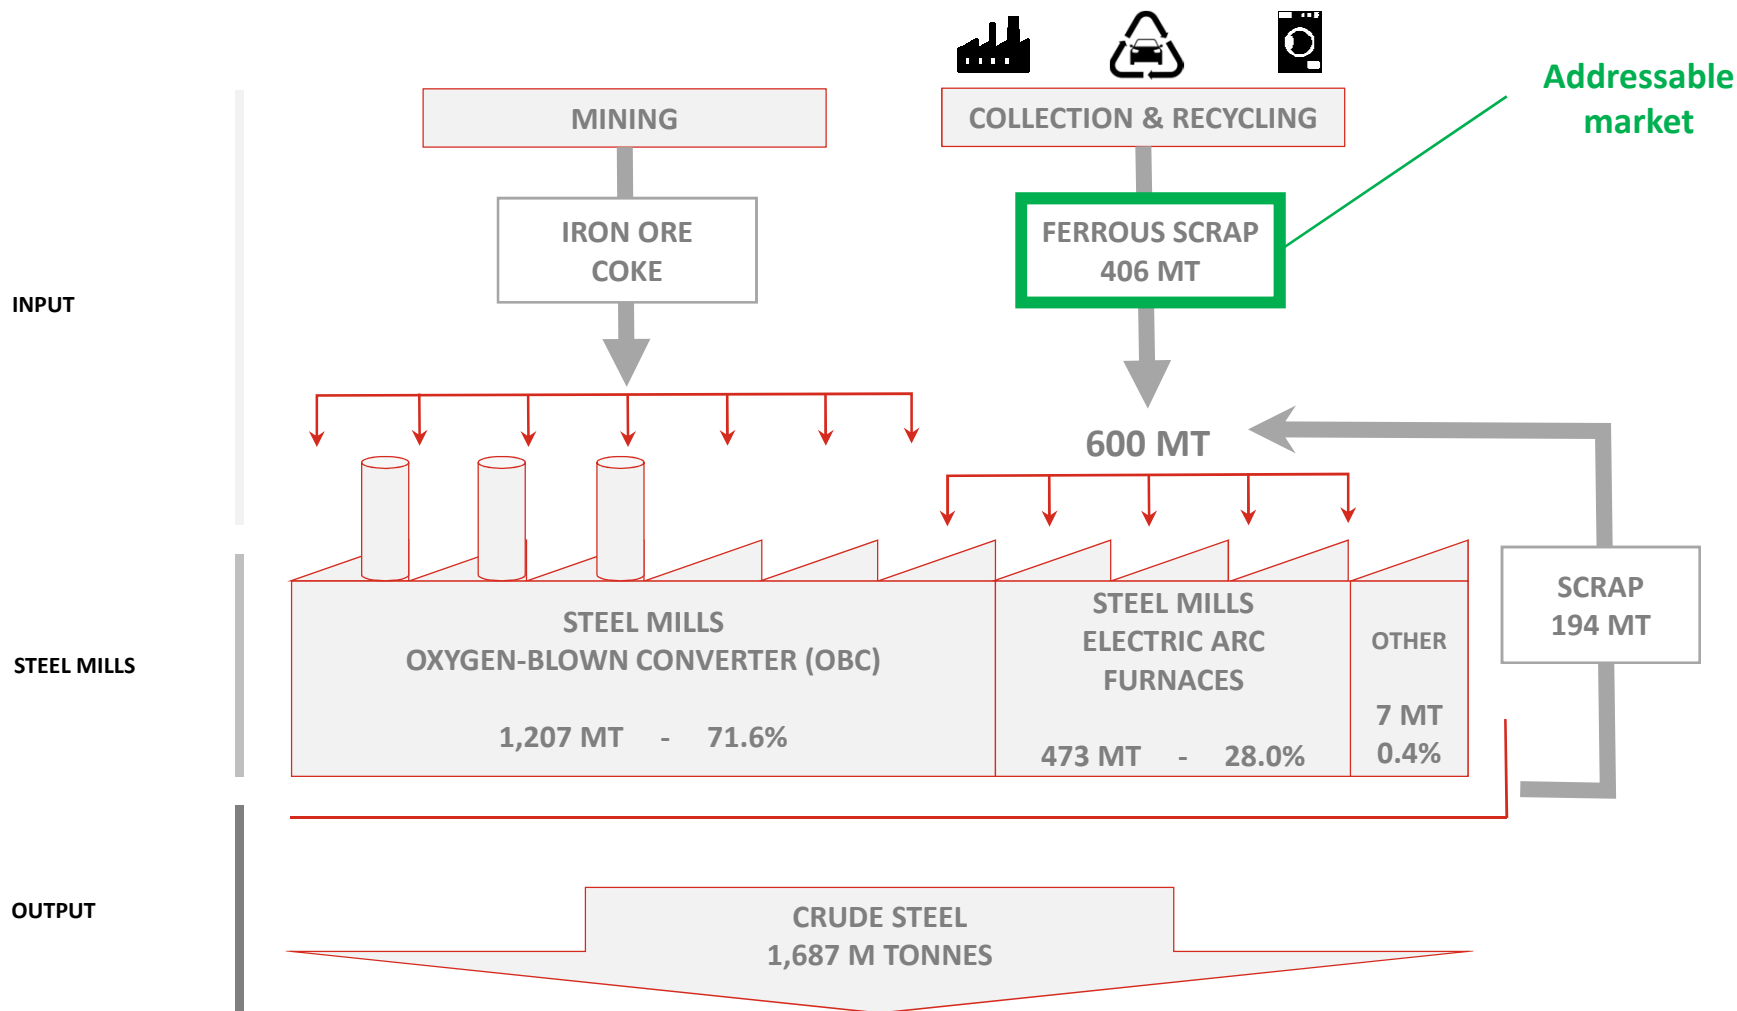 Addressable
market
MINING
COLLECTION & RECYCLING
IRON ORE
COKE
FERROUS SCRAP
406 MT
INPUT
600 MT
STEEL MILLS
STEEL MILLS
OXYGEN-BLOWN CONVERTER (OBC)
1,207 MT - 71.6%
STEEL MILLS
ELECTRIC ARC
FURNACES
473 MT - 28.0%
OTHER
7 MT
0.4%
SCRAP
194 MT
OUTPUT
CRUDE STEEL
1,687 M TONNES